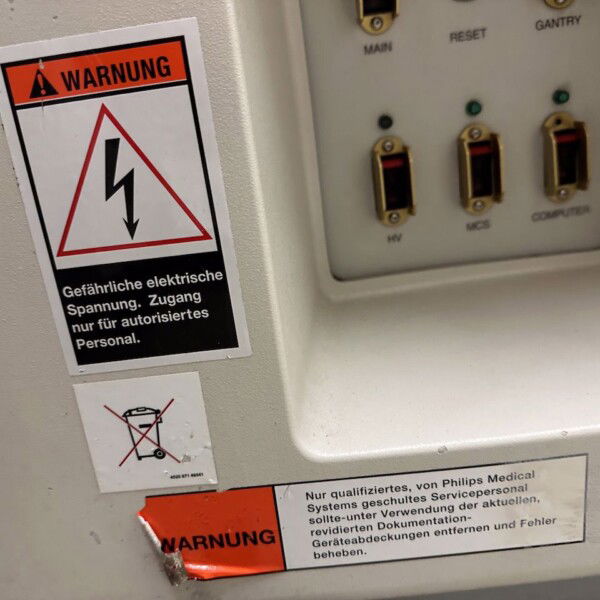 WARNUNG
Gefährliche elektrische
Spannung. Zugang
nur für autorisiertes
Personal.
MAIN
RESET
GANTRY
HV
MCS
COMPUTER
WARNUNG
Nur qualifiziertes, von Philips Medical
Systems geschultes Servicepersonal
sollte-unter Verwendung der aktuellen,
revidierten Dokumentation-
Geräteabdeckungen entfernen und Fehler
beheben.